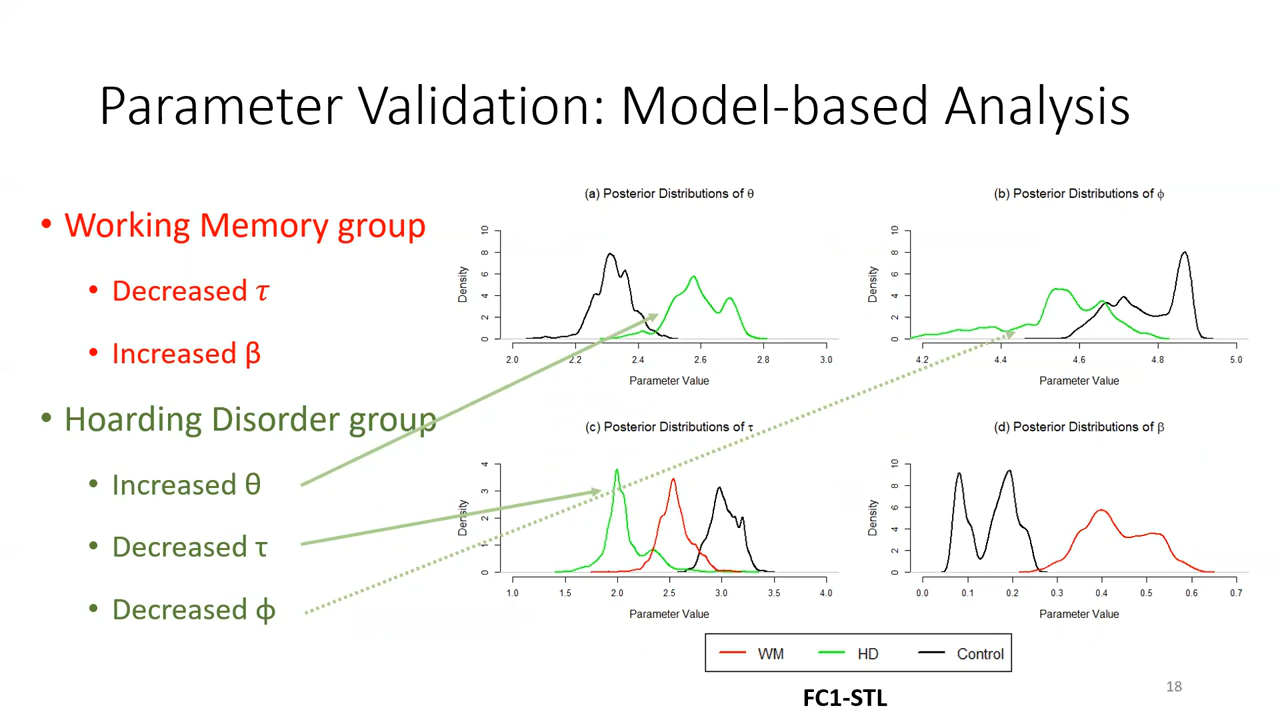 Parameter Validation: Model-based Analysis
• Working Memory group
• Decreased τ
• Increased β
• Hoarding Disorder group
• Increased θ
• Decreased τ
• Decreased ϕ
(a) Posterior Distributions of θ
Density
0 2 4 6 8 10
2.0 2.2 2.4 2.6 2.8 3.0
Parameter Value
(b) Posterior Distributions of ϕ
Density
0 2 4 6 8 10
4.2 4.4 4.6 4.8 5.0
Parameter Value
(c) Posterior Distributions of τ
Density
0 1 2 3 4
1.0 1.5 2.0 2.5 3.0 3.5 4.0
Parameter Value
(d) Posterior Distributions of β
Density
0 2 4 6 8 10
0.0 0.1 0.2 0.3 0.4 0.5 0.6 0.7
Parameter Value
WM HD Control
FC1-STL
18